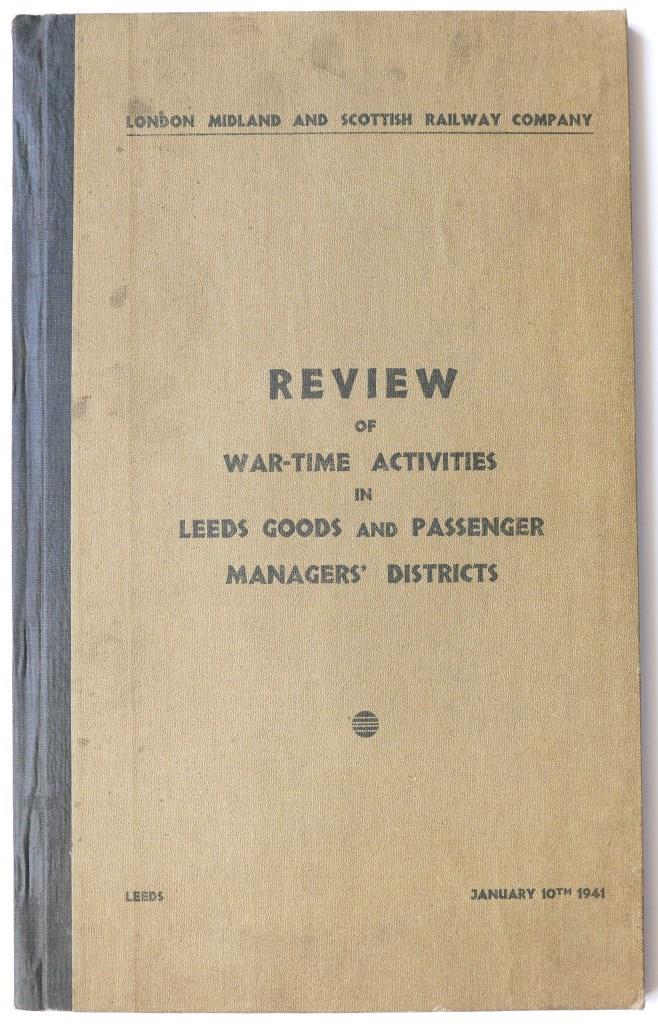 LONDON MIDLAND AND SCOTTISH RAILWAY COMPANY
REVIEW
OF
WAR-TIME ACTIVITIES
IN
LEEDS GOODS AND PASSENGER
MANAGERS' DISTRICTS
LEEDS JANUARY 10TH 1941